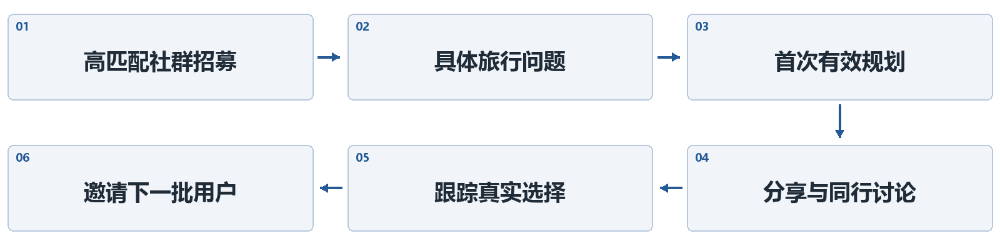 01
高匹配社群招募
02
具体旅行问题
03
首次有效规划
04
分享与同行讨论
05
跟踪真实选择
06
邀请下一批用户